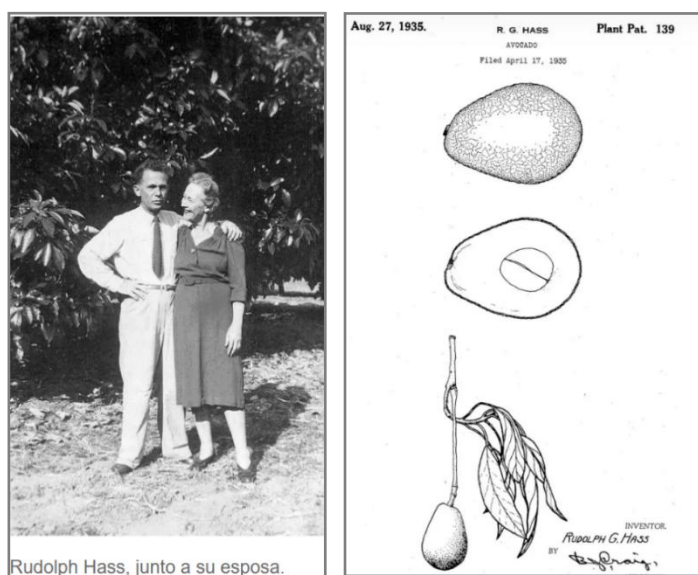 Rudolph Hass, junto a su esposa.
Aug. 27, 1935.
R. G. HASS
Plant Pat. 139
AVOCADO
Filed April 17, 1935
INVENTOR.
RUDOLPH G. HASS
BY